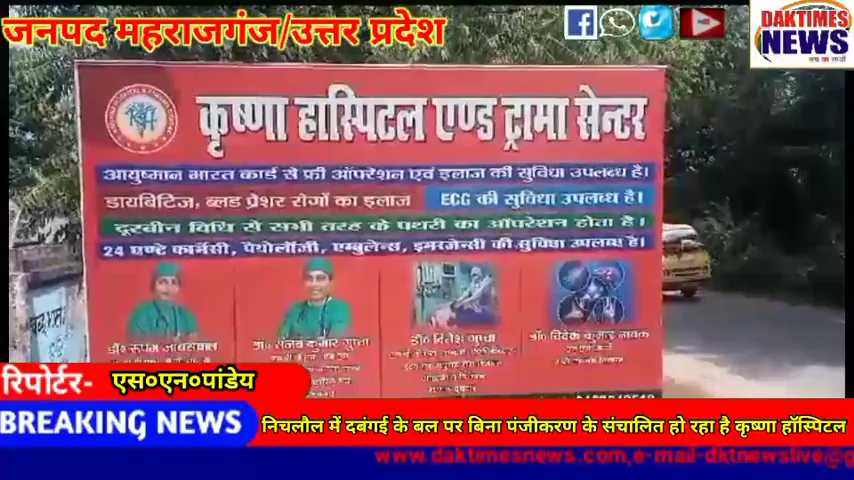 जनपद महराजगंज/उत्तर प्रदेश
DAKTIMES
NEWS
कृष्णा हास्पिटल एण्ड ट्रामा सेन्टर
आयुष्मान भारत कार्ड से फ्री ऑपरेशन एवं इलाज की सुविधा उपलब्ध है।
डायबिटिज, ब्लड प्रेशर रोगों का इलाज
ECG की सुविधा उपलब्ध है।
दूरबीन विधि से सभी तरह के पथरी का ऑपरेशन होता है।
24 घण्टे फार्मेसी, पैथोलॉजी, एम्बुलेन्स, इमरजेन्सी की सुविधा उपलब्ध है।
डॉ० संजय कुमार गुप्ता
रिपोर्टर- एस०एन०पांडेय
BREAKING NEWS
निचलौल में दबंगई के बल पर बिना पंजीकरण के संचालित हो रहा है कृष्णा हॉस्पिटल
www.daktimesnews.com,e-mail-dktnewslive@g